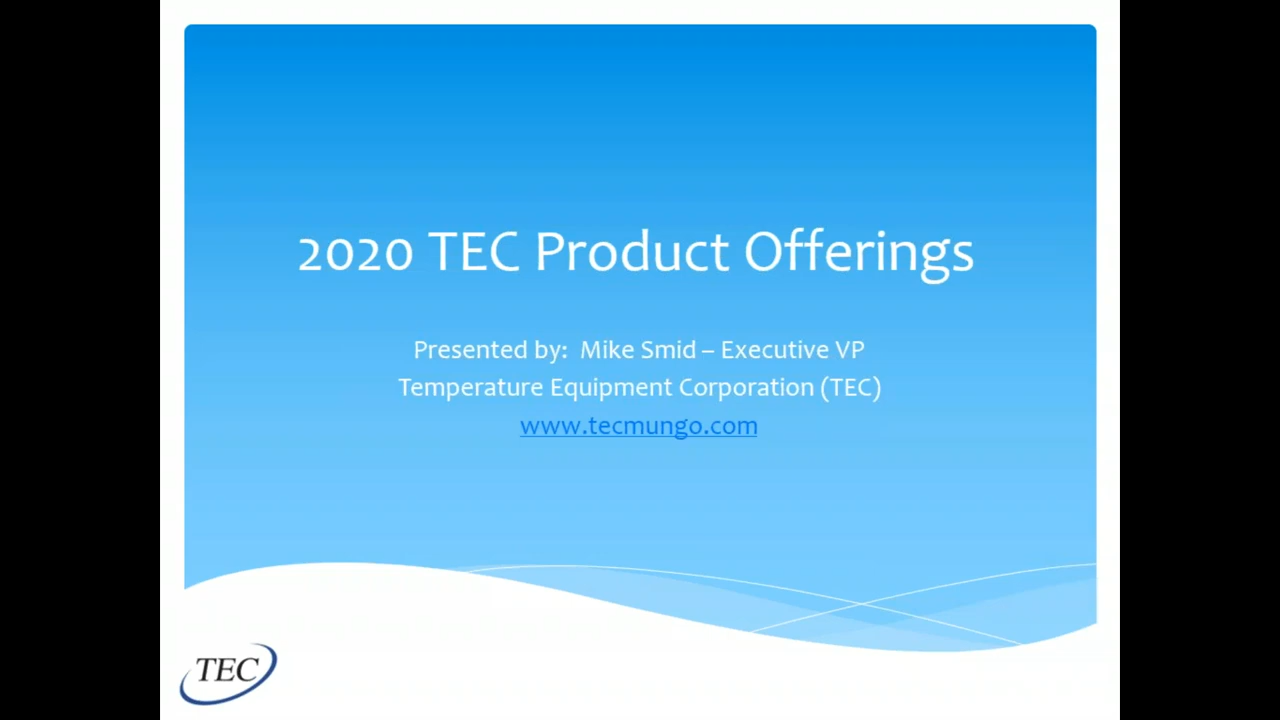 2020 TEC Product Offerings
Presented by:  Mike Smid – Executive VP
Temperature Equipment Corporation (TEC)
www.tecmungo.com
TEC